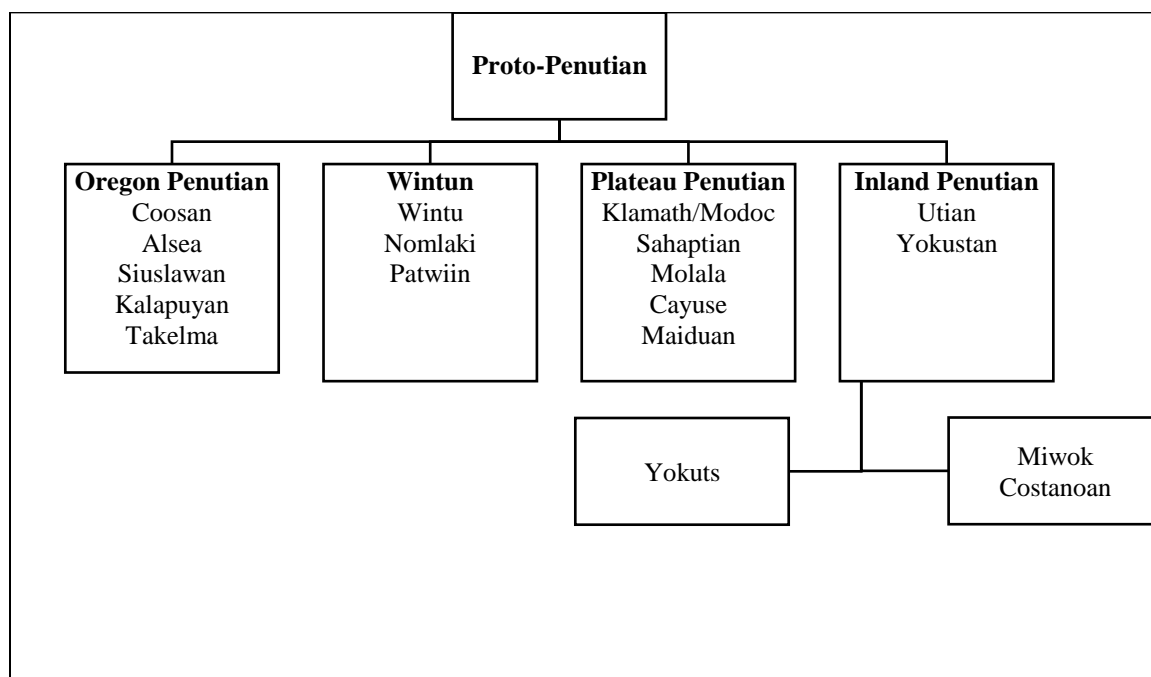 Proto-Penutian
Oregon Penutian
Coosan
Alsea
Siuslawan
Kalapuyan
Takelma
Wintun
Wintu
Nomlaki
Patwiin
Plateau Penutian
Klamath/Modoc
Sahaptian
Molala
Cayuse
Maiduan
Inland Penutian
Utian
Yokustan
Yokuts
Miwok
Costanoan